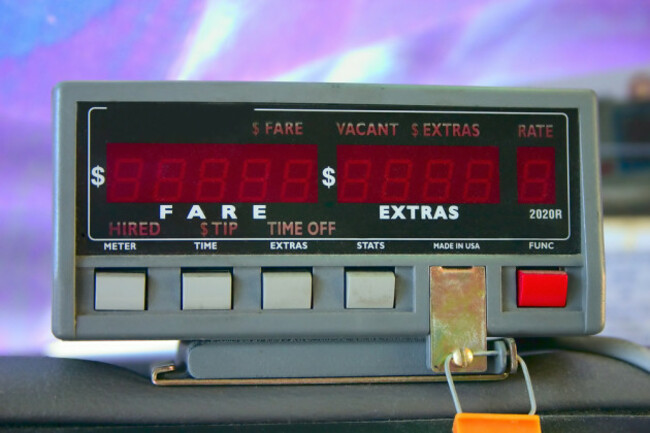 $ FARE VACANT $ EXTRAS RATE
$ $
FARE EXTRAS 2020R
HIRED $ TIP TIME OFF
METER TIME EXTRAS STATS MADE IN USA FUNC